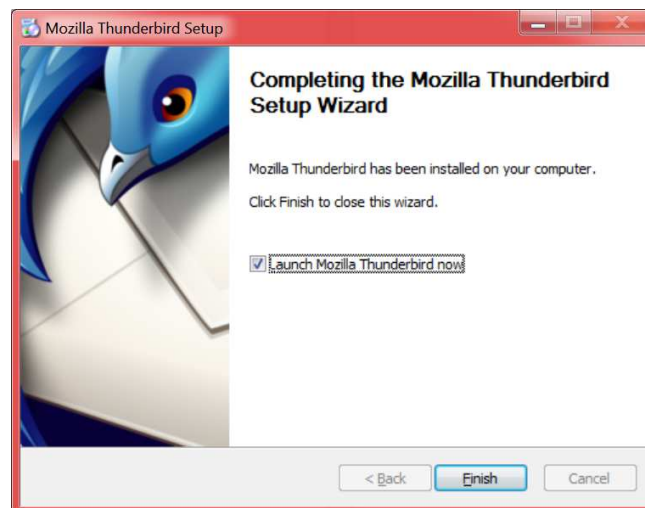 Mozilla Thunderbird Setup
Completing the Mozilla Thunderbird
Setup Wizard
Mozilla Thunderbird has been installed on your computer.
Click Finish to close this wizard.
Launch Mozilla Thunderbird now
< Back
Finish
Cancel